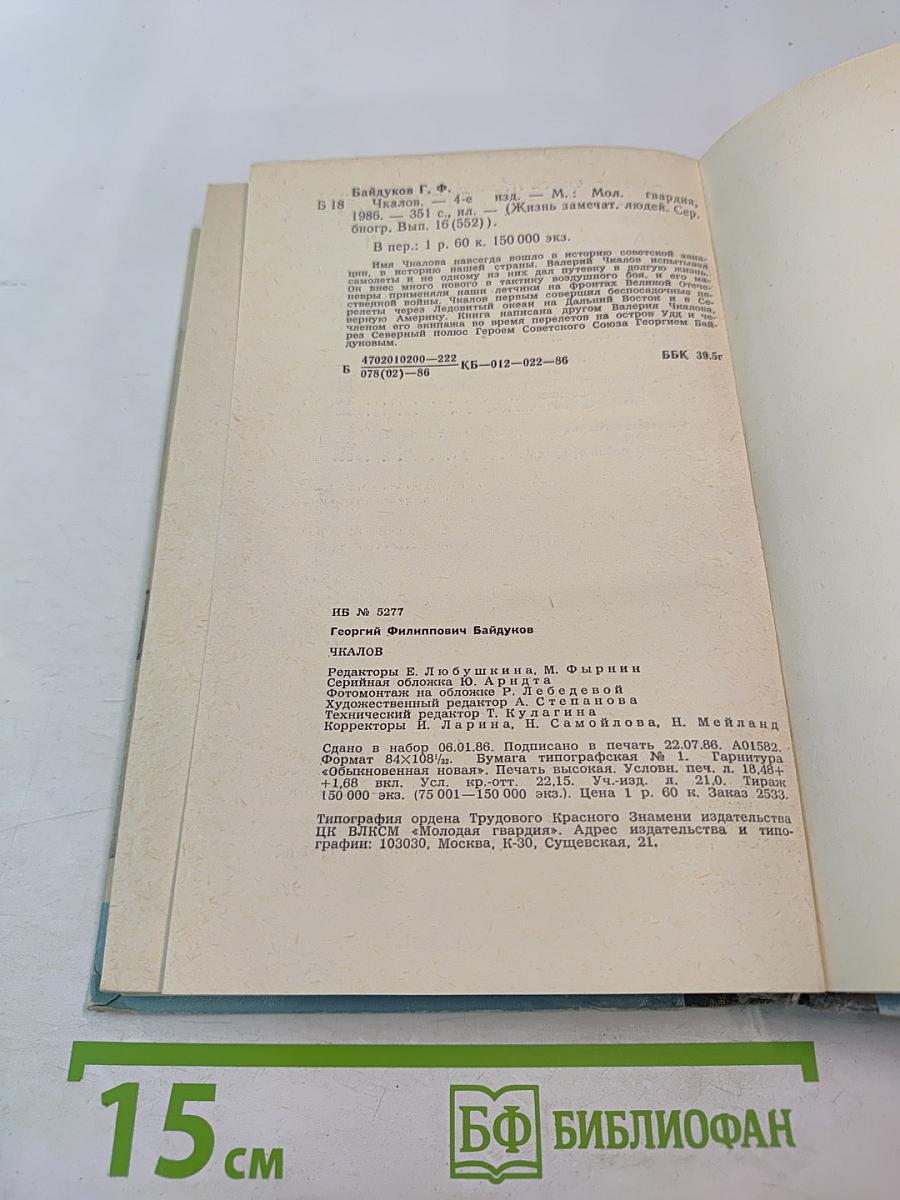 Байдуков Г. Ф.
Б 18 Чкалов. — 4-е изд. — М.: Мол. гвардия,
1986. — 351 с., ил. — (Жизнь замечат. людей. Сер.
биогр. Вып. 16(552)).
В пер.: 1 р. 60 к. 150 000 экз.
Имя Чкалова навсегда вошло в историю советской авиа-
ции, в историю нашей страны. Валерий Чкалов испытывал
самолеты и не одному из них дал путевку в долгую жизнь.
Он внес много нового в тактику воздушного боя, и его ма-
невры применяли наши летчики на фронтах Великой Отече-
ственной войны. Чкалов первым совершил беспосадочные пе-
релеты через Ледовитый океан на Дальний Восток и в Се-
верную Америку. Книга написана другом Валерия Чкалова,
членом его экипажа во время перелетов на остров Удд и че-
рез Северный полюс Героем Советского Союза Георгием Бай-
дуковым.
Б 4702010200—222 КБ—012—022—86 ББК 39.5г
078(02)—86
ИБ № 5277
Георгий Филиппович Байдуков
ЧКАЛОВ
Редакторы Е. Любушкина, М. Фырнин
Серийная обложка Ю. Арндта
Фотомонтаж на обложке Р. Лебедевой
Художественный редактор А. Степанова
Технический редактор Т. Кулагина
Корректоры И. Ларина, Н. Самойлова, Н. Мейланд
Сдано в набор 06.01.86. Подписано в печать 22.07.86. А01582.
Формат 84×108¹/₃₂. Бумага типографская № 1. Гарнитура
«Обыкновенная новая». Печать высокая. Условн. печ. л. 18,48+
+1,68 вкл. Усл. кр.-отт. 22,15. Уч.-изд. л. 21,0. Тираж
150 000 экз. (75 001—150 000 экз.). Цена 1 р. 60 к. Заказ 2533.
Типография ордена Трудового Красного Знамени издательства
ЦК ВЛКСМ «Молодая гвардия». Адрес издательства и типо-
графии: 103030, Москва, К-30, Сущевская, 21.
15 см
БФ БИБЛИОФАН